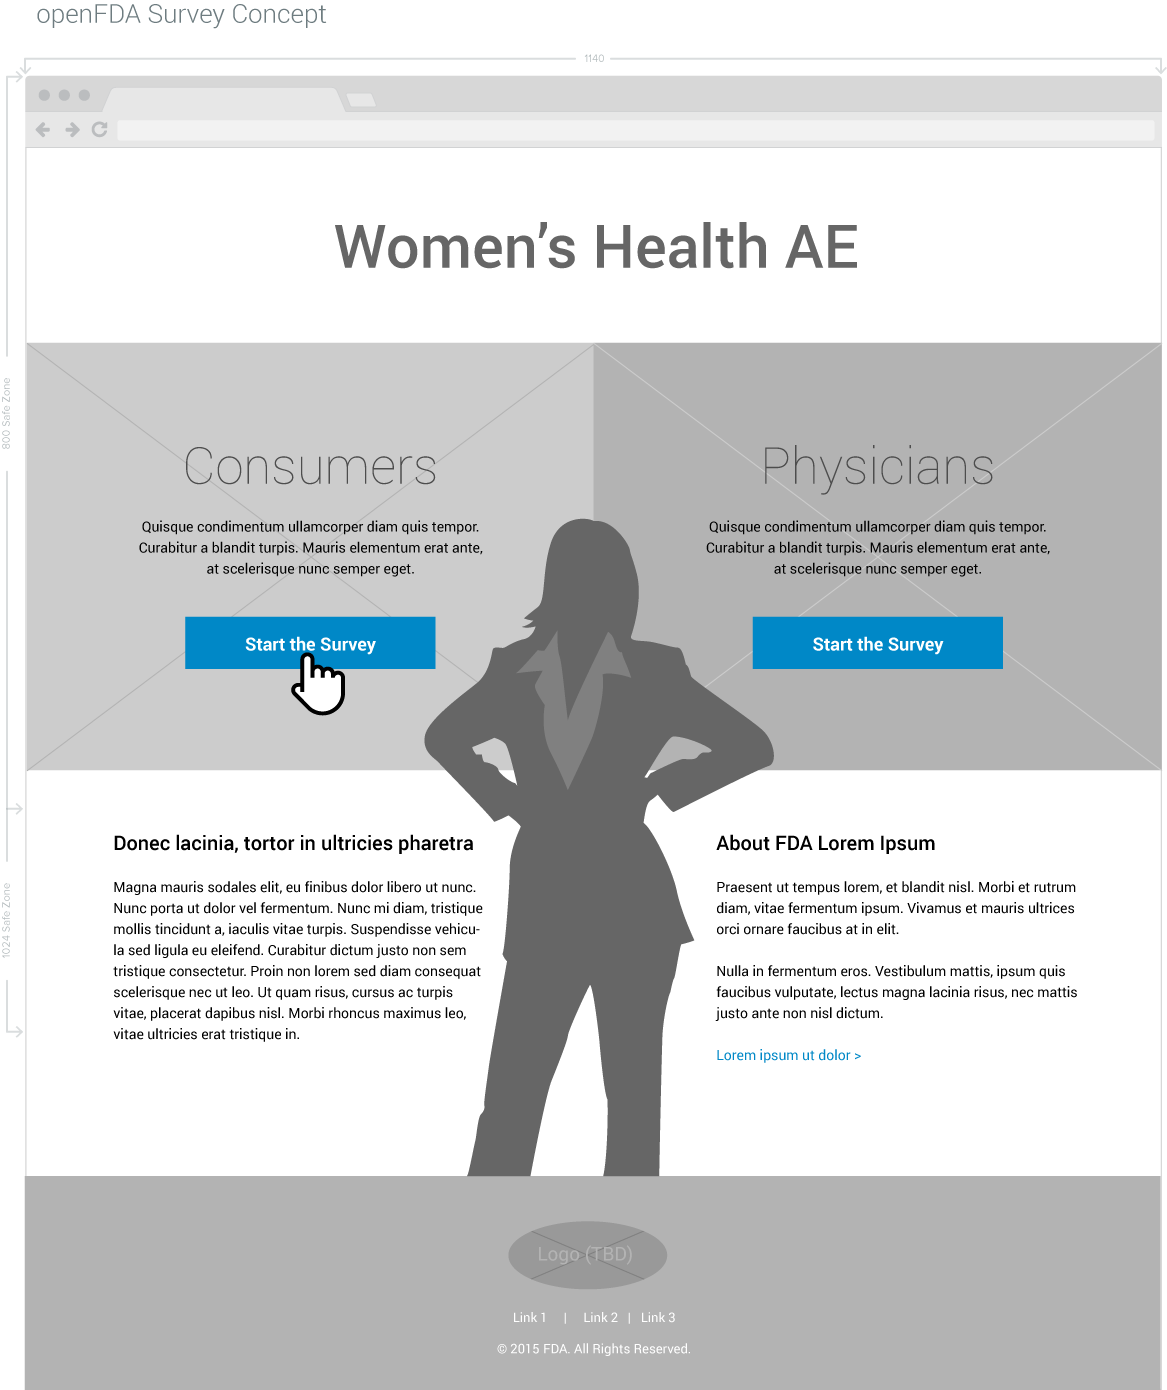 openFDA Survey Concept
1140
800 Safe Zone
1024 Safe Zone
Women’s Health AE
Consumers
Quisque condimentum ullamcorper diam quis tempor.
Curabitur a blandit turpis. Mauris elementum erat ante,
at scelerisque nunc semper eget.
Start the Survey
Physicians
Quisque condimentum ullamcorper diam quis tempor.
Curabitur a blandit turpis. Mauris elementum erat ante,
at scelerisque nunc semper eget.
Start the Survey
Donec lacinia, tortor in ultricies pharetra
Magna mauris sodales elit, eu finibus dolor libero ut nunc.
Nunc porta ut dolor vel fermentum. Nunc mi diam, tristique
mollis tincidunt a, iaculis vitae turpis. Suspendisse vehicu-
la sed ligula eu eleifend. Curabitur dictum justo non sem
tristique consectetur. Proin non lorem sed diam consequat
scelerisque nec ut leo. Ut quam risus, cursus ac turpis
vitae, placerat dapibus nisl. Morbi rhoncus maximus leo,
vitae ultricies erat tristique in.
About FDA Lorem Ipsum
Praesent ut tempus lorem, et blandit nisl. Morbi et rutrum
diam, vitae fermentum ipsum. Vivamus et mauris ultrices
orci ornare faucibus at in elit.
Nulla in fermentum eros. Vestibulum mattis, ipsum quis
faucibus vulputate, lectus magna lacinia risus, nec mattis
justo ante non nisl dictum.
Lorem ipsum ut dolor >
Logo (TBD)
Link 1 | Link 2 | Link 3
© 2015 FDA. All Rights Reserved.